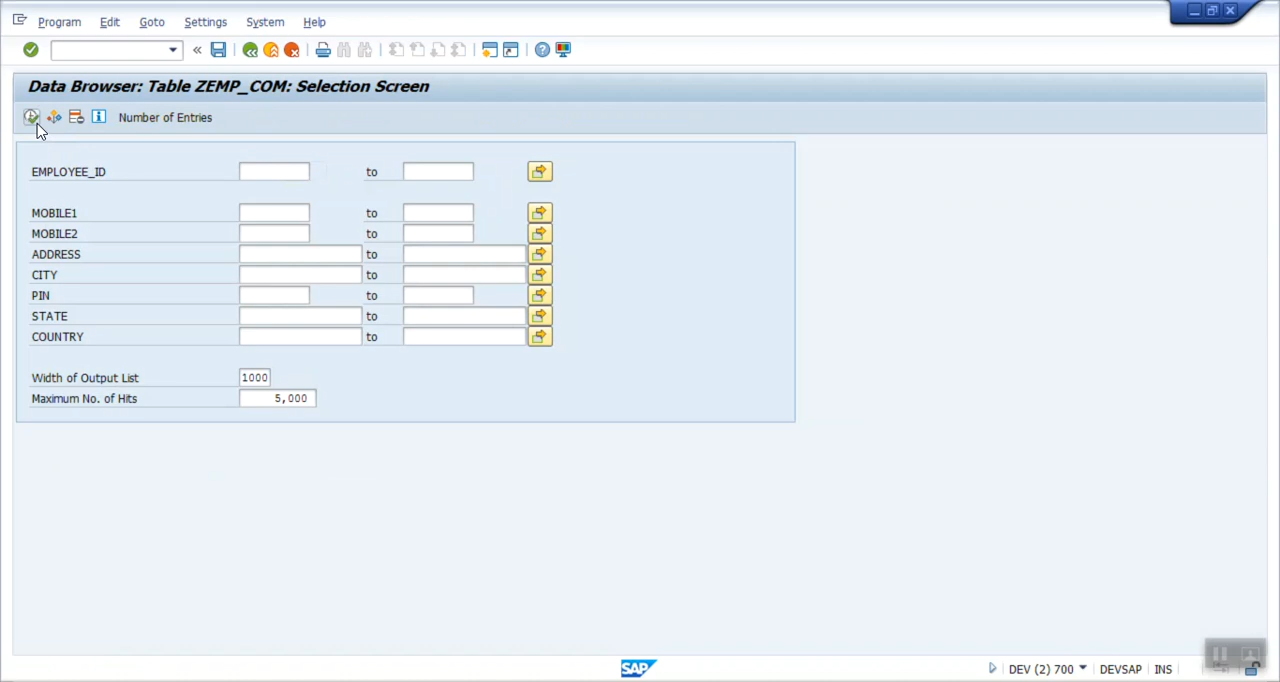 Program Edit Goto Settings System Help
Data Browser: Table ZEMP_COM: Selection Screen
Number of Entries
EMPLOYEE_ID to
MOBILE1 to
MOBILE2 to
ADDRESS to
CITY to
PIN to
STATE to
COUNTRY to
Width of Output List 1000
Maximum No. of Hits 5,000
SAP DEV (2) 700 DEVSAP INS